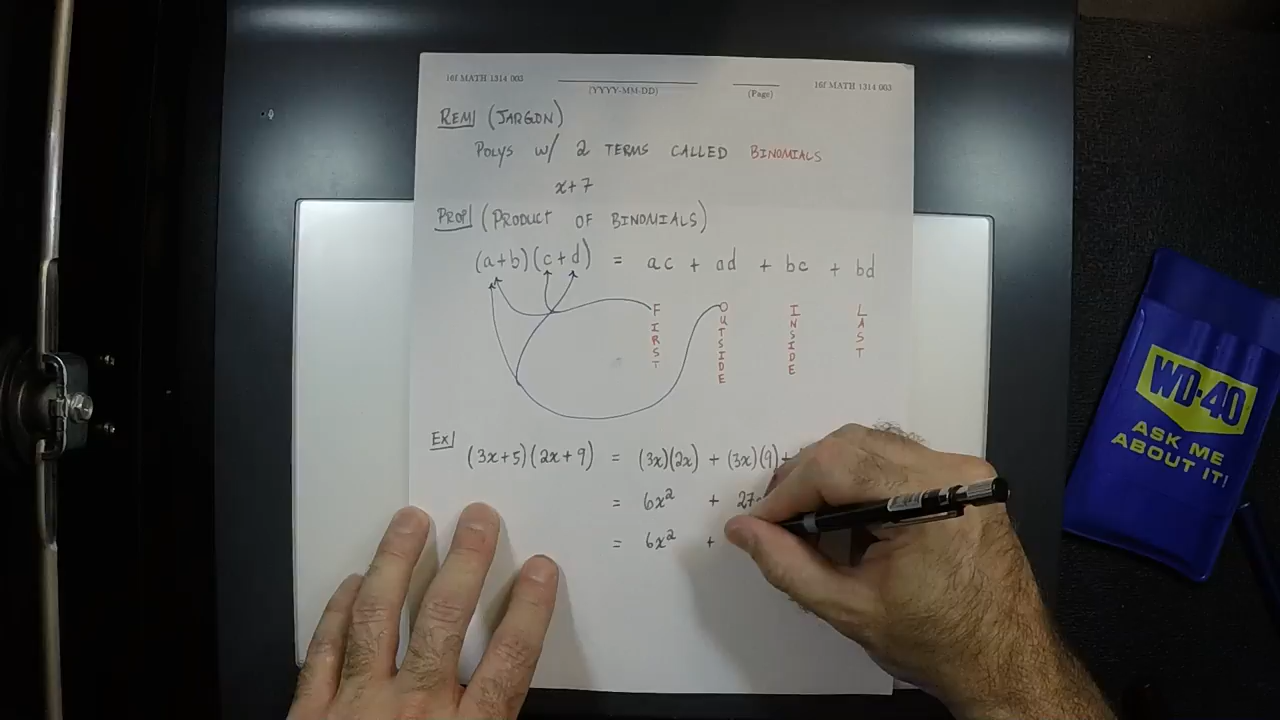 16f MATH 1314 003 (YYYY-MM-DD) (Page) 16f MATH 1314 003
REM (JARGON)
POLYS W/ 2 TERMS CALLED BINOMIALS
x+7
PROP (PRODUCT OF BINOMIALS)
(a+b)(c+d) = ac + ad + bc + bd
FIRST OUTSIDE INSIDE LAST
EX
(3x+5)(2x+9) = (3x)(2x) + (3x)(9) +
= 6x² + 27
= 6x² +
WD-40
ASK ME
ABOUT IT!